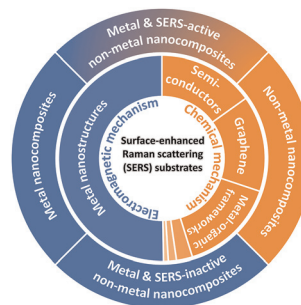 Metal & SERS-active
non-metal nanocomposites
Metal nanocomposites
Non-metal nanocomposites
Metal nanostructures
Semi-
conductors
Graphene
Metal-organic
frameworks
Electromagnetic mechanism
Chemical mechanism
Surface-enhanced
Raman scattering
(SERS) substrates
Metal & SERS-inactive
non-metal nanocomposites